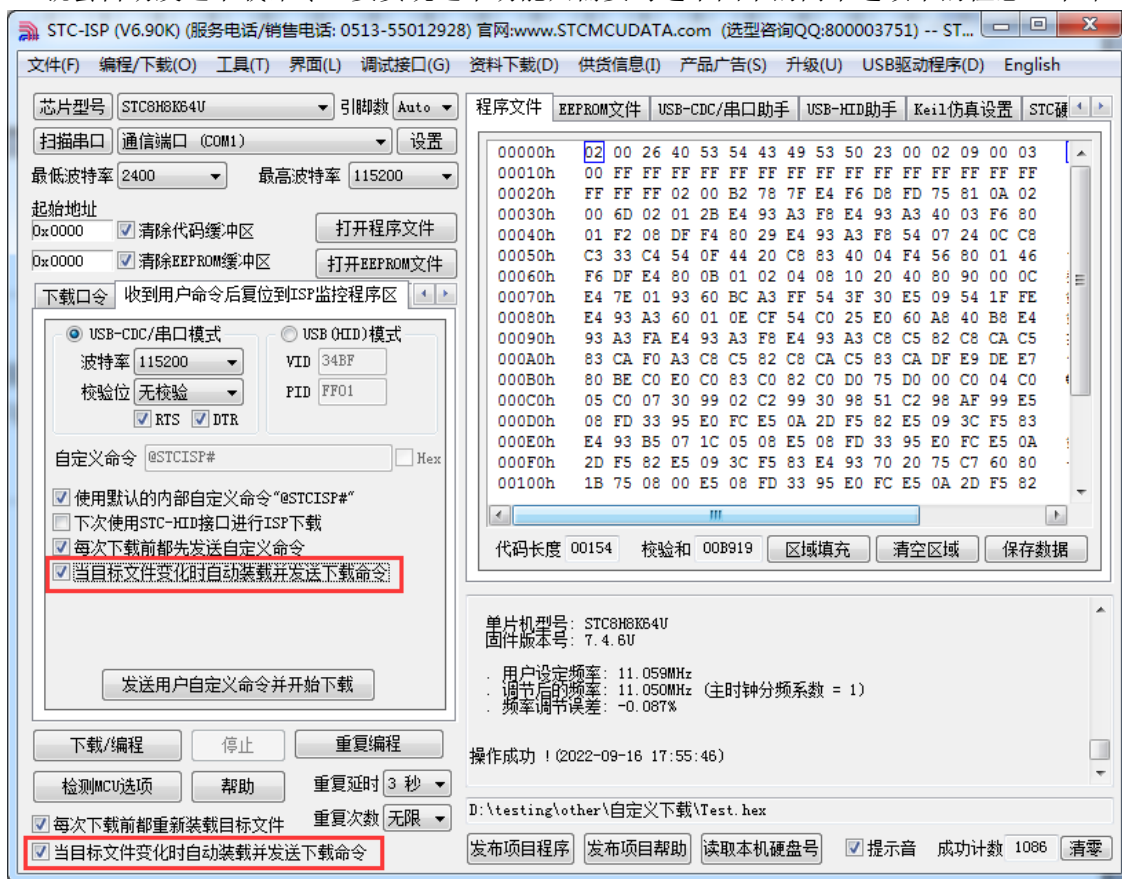 STC-ISP (V6.90K) (服务电话/销售电话: 0513-55012928) 官网:www.STCMCUDATA.com (选型咨询QQ:800003751) -- ST...
文件(F) 编程/下载(O) 工具(T) 界面(L) 调试接口(G) 资料下载(D) 供货信息(I) 产品广告(S) 升级(U) USB驱动程序(D) English
芯片型号 STC8H8K64U 引脚数 Auto
扫描串口 通信端口 (COM1) 设置
最低波特率 2400 最高波特率 115200
起始地址
0x0000 清除代码缓冲区 打开程序文件
0x0000 清除EEPROM缓冲区 打开EEPROM文件
下载口令 收到用户命令后复位到ISP监控程序区
USB-CDC/串口模式 USB(HID)模式
波特率 115200 VID 34BF
校验位 无校验 PID FF01
RTS DTR
自定义命令 @STCISP# Hex
使用默认的内部自定义命令"@STCISP#"
下次使用STC-HID接口进行ISP下载
每次下载前都先发送自定义命令
当目标文件变化时自动装载并发送下载命令
发送用户自定义命令并开始下载
下载/编程 停止 重复编程
检测MCU选项 帮助 重复延时 3 秒
每次下载前都重新装载目标文件 重复次数 无限
当目标文件变化时自动装载并发送下载命令
程序文件 EEPROM文件 USB-CDC/串口助手 USB-HID助手 Keil仿真设置 STC硬
00000h 02 00 26 40 53 54 43 49 53 50 23 00 02 09 00 03
00010h 00 FF FF FF FF FF FF FF FF FF FF FF FF FF FF FF
00020h FF FF FF 02 00 B2 78 7F E4 F6 D8 FD 75 81 0A 02
00030h 00 6D 02 01 2B E4 93 A3 F8 E4 93 A3 40 03 F6 80
00040h 01 F2 08 DF F4 80 29 E4 93 A3 F8 54 07 24 0C C8
00050h C3 33 C4 54 0F 44 20 C8 83 40 04 F4 56 80 01 46
00060h F6 DF E4 80 0B 01 02 04 08 10 20 40 80 90 00 0C
00070h E4 7E 01 93 60 BC A3 FF 54 3F 30 E5 09 54 1F FE
00080h E4 93 A3 60 01 0E CF 54 C0 25 E0 60 A8 40 B8 E4
00090h 93 A3 FA E4 93 A3 F8 E4 93 A3 C8 C5 82 C8 CA C5
000A0h 83 CA F0 A3 C8 C5 82 C8 CA C5 83 CA DF E9 DE E7
000B0h 80 BE C0 E0 C0 83 C0 82 C0 D0 75 D0 00 C0 04 C0
000C0h 05 C0 07 30 99 02 C2 99 30 98 51 C2 98 AF 99 E5
000D0h 08 FD 33 95 E0 FC E5 0A 2D F5 82 E5 09 3C F5 83
000E0h E4 93 B5 07 1C 05 08 E5 08 FD 33 95 E0 FC E5 0A
000F0h 2D F5 82 E5 09 3C F5 83 E4 93 70 20 75 C7 60 80
00100h 1B 75 08 00 E5 08 FD 33 95 E0 FC E5 0A 2D F5 82
代码长度 00154 校验和 00B919 区域填充 清空区域 保存数据
单片机型号: STC8H8K64U
固件版本号: 7.4.6U
. 用户设定频率: 11.059MHz
. 调节后的频率: 11.050MHz (主时钟分频系数 = 1)
. 频率调节误差: -0.087%
操作成功 !(2022-09-16 17:55:46)
D:\testing\other\自定义下载\Test.hex
发布项目程序 发布项目帮助 读取本机硬盘号 提示音 成功计数 1086 清零